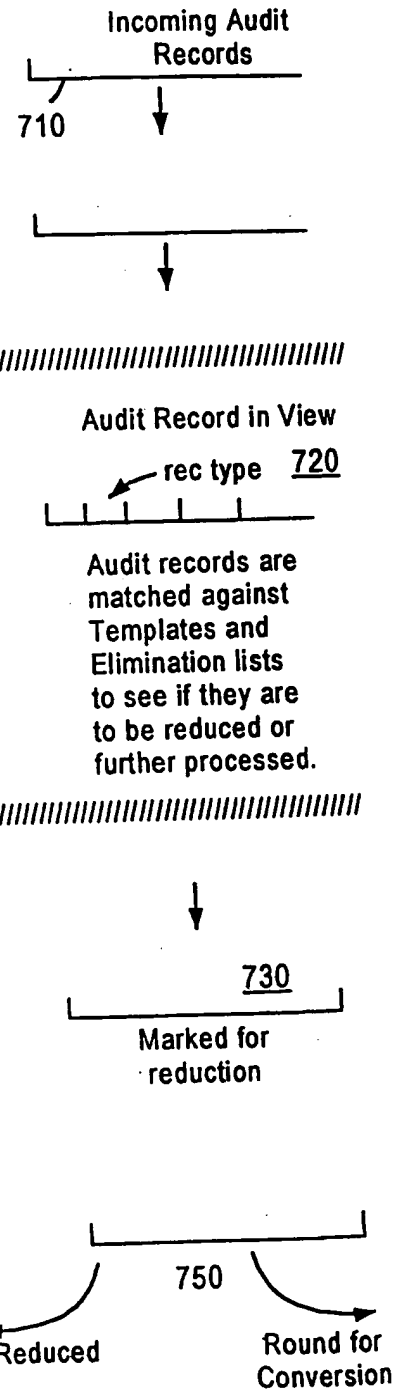 Incoming Audit
Records
710
Audit Record in View
rec type 720
Audit records are
matched against
Templates and
Elimination lists
to see if they are
to be reduced or
further processed.
730
Marked for
reduction
750
Reduced
Round for
Conversion